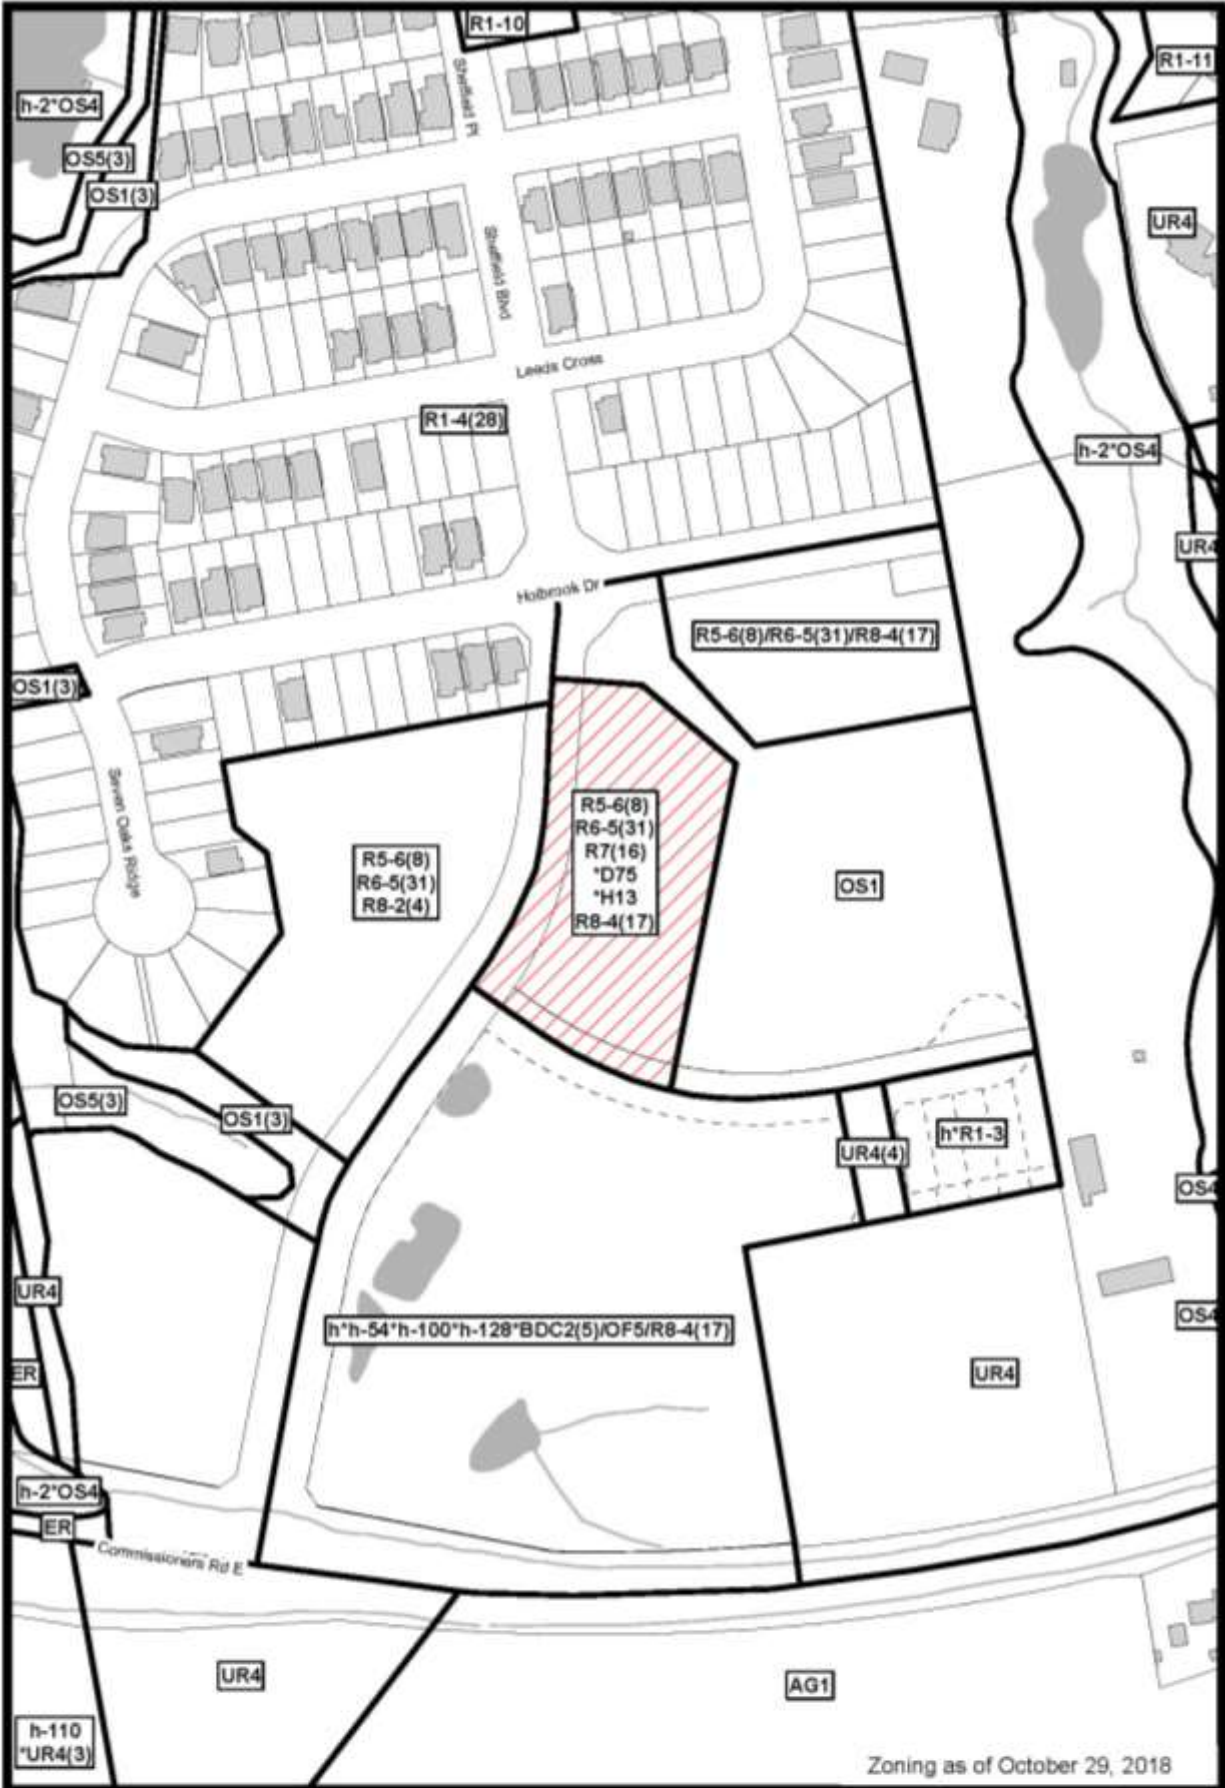 R1-10
R1-11
h-2*OS4
Sheffield Pl
OS5(3)
OS1(3)
UR4
Sheffield Blvd
Leeds Cross
R1-4(28)
h-2*OS4
UR4
Holbrook Dr
R5-6(8)/R6-5(31)/R8-4(17)
OS1(3)
Seven Oaks Ridge
R5-6(8)
R6-5(31)
R8-2(4)
R5-6(8)
R6-5(31)
R7(16)
*D75
*H13
R8-4(17)
OS1
OS5(3)
OS1(3)
UR4(4)
h*R1-3
OS4
UR4
OS4
h*h-54*h-100*h-128*BDC2(5)/OF5/R8-4(17)
ER
UR4
h-2*OS4
ER
Commissioners Rd E
UR4
AG1
h-110
*UR4(3)
Zoning as of October 29, 2018